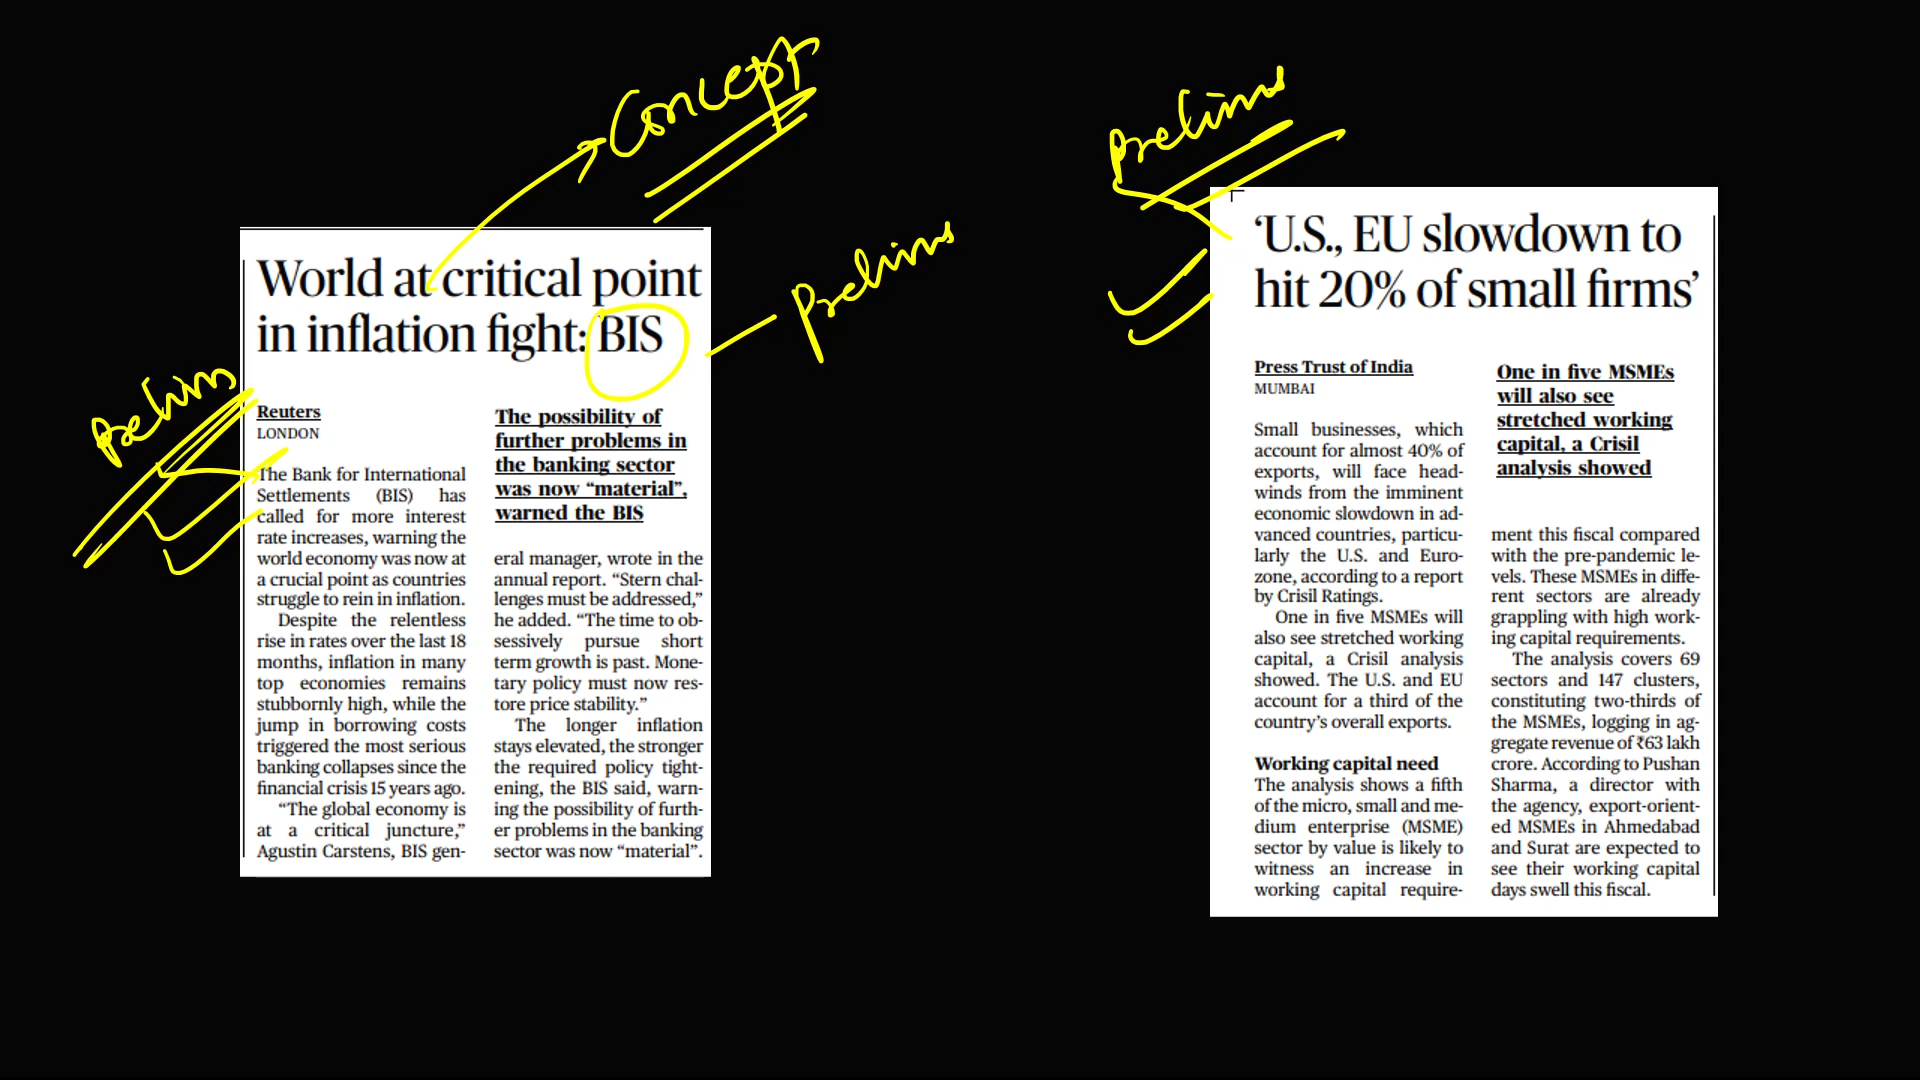 Concept
Prelims
World at critical point
in inflation fight: BIS
Prelims
Prelims
Reuters
LONDON
The Bank for International
Settlements (BIS) has
called for more interest
rate increases, warning the
world economy was now at
a crucial point as countries
struggle to rein in inflation.
Despite the relentless
rise in rates over the last 18
months, inflation in many
top economies remains
stubbornly high, while the
jump in borrowing costs
triggered the most serious
banking collapses since the
financial crisis 15 years ago.
“The global economy is
at a critical juncture,”
Agustin Carstens, BIS gen-
The possibility of
further problems in
the banking sector
was now “material”,
warned the BIS
eral manager, wrote in the
annual report. “Stern chal-
lenges must be addressed,”
he added. “The time to ob-
sessively pursue short
term growth is past. Mone-
tary policy must now res-
tore price stability.”
The longer inflation
stays elevated, the stronger
the required policy tight-
ening, the BIS said, warn-
ing the possibility of furth-
er problems in the banking
sector was now “material”.
‘U.S., EU slowdown to
hit 20% of small firms’
Press Trust of India
MUMBAI
Small businesses, which
account for almost 40% of
exports, will face head-
winds from the imminent
economic slowdown in ad-
vanced countries, particu-
larly the U.S. and Euro-
zone, according to a report
by Crisil Ratings.
One in five MSMEs will
also see stretched working
capital, a Crisil analysis
showed. The U.S. and EU
account for a third of the
country’s overall exports.
Working capital need
The analysis shows a fifth
of the micro, small and me-
dium enterprise (MSME)
sector by value is likely to
witness an increase in
working capital require-
One in five MSMEs
will also see
stretched working
capital, a Crisil
analysis showed
ment this fiscal compared
with the pre-pandemic le-
vels. These MSMEs in diffe-
rent sectors are already
grappling with high work-
ing capital requirements.
The analysis covers 69
sectors and 147 clusters,
constituting two-thirds of
the MSMEs, logging in ag-
gregate revenue of ₹63 lakh
crore. According to Pushan
Sharma, a director with
the agency, export-orient-
ed MSMEs in Ahmedabad
and Surat are expected to
see their working capital
days swell this fiscal.